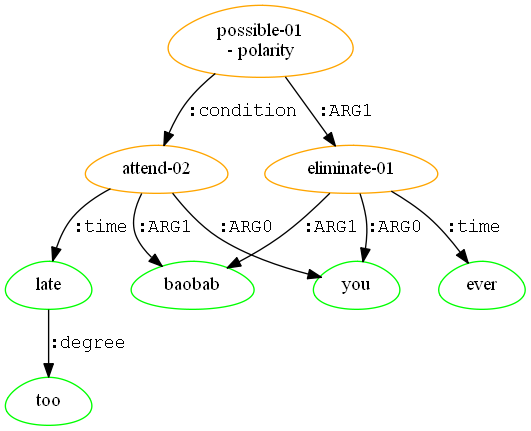 possible-01
- polarity
:condition
:ARG1
attend-02
eliminate-01
:time
:ARG1
:ARG0
:ARG1
:ARG0
:time
late
baobab
you
ever
:degree
too